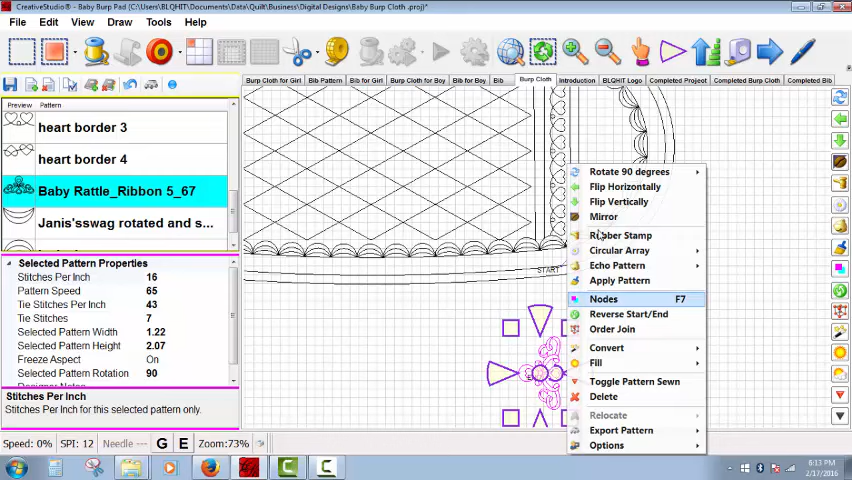 CreativeStudio® - Baby Burp Pad (C:\Users\BLQHIT\Documents\Data\Quilt\Business\Digital Designs\Baby Burp Cloth .proj)*
File Edit View Draw Tools Help
Burp Cloth for Girl Bib Pattern Bib for Girl Burp Cloth for Boy Bib for Boy Bib Burp Cloth Introduction BLQHIT Logo Completed Project Completed Burp Cloth Completed Bib
Preview Pattern
heart border 3
heart border 4
Baby Rattle_Ribbon 5_67
Janis'sswag rotated and s...
Selected Pattern Properties
Stitches Per Inch 16
Pattern Speed 65
Tie Stitches Per Inch 43
Tie Stitches 7
Selected Pattern Width 1.22
Selected Pattern Height 2.07
Freeze Aspect On
Selected Pattern Rotation 90
Stitches Per Inch
Stitches Per Inch for this selected pattern only.
START
Rotate 90 degrees
Flip Horizontally
Flip Vertically
Mirror
Rubber Stamp
Circular Array
Echo Pattern
Apply Pattern
Nodes F7
Reverse Start/End
Order Join
Convert
Fill
Toggle Pattern Sewn
Delete
Relocate
Export Pattern
Options
Speed: 0% SPI: 12 Needle --- G E Zoom:73%
6:13 PM
2/17/2016